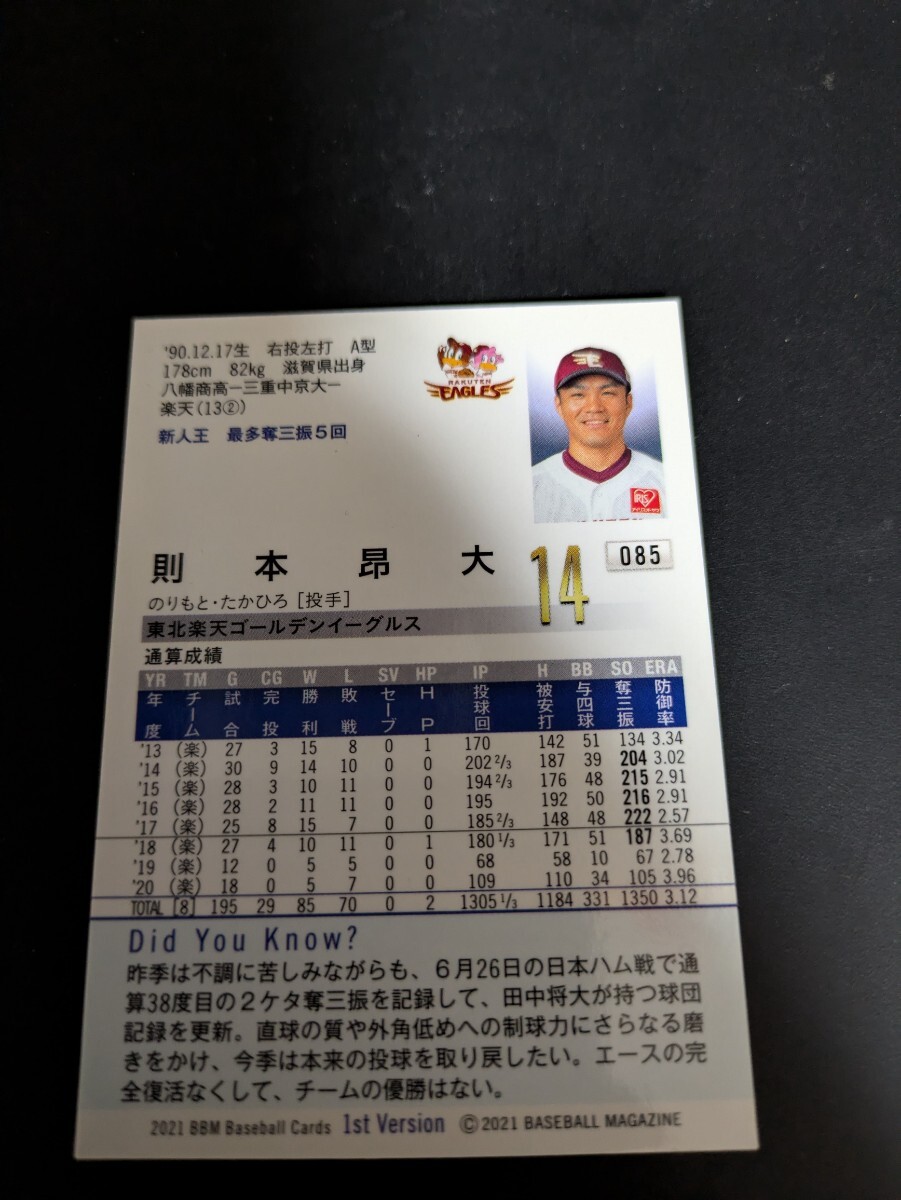 '90.12.17生　右投左打　A型
178cm　82kg　滋賀県出身
八幡商高ー三重中京大ー
楽天(13②)
新人王　最多奪三振5回
RAKUTEN
EAGLES
E
IRIS
アイリスオーヤマ
則本昂大
14
085
のりもと・たかひろ［投手］
東北楽天ゴールデンイーグルス
通算成績
YR TM G CG W L SV HP IP H BB SO ERA
年度 チーム 試合 完投 勝利 敗戦 セーブ HP 投球回 被安打 与四球 奪三振 防御率
'13 (楽) 27 3 15 8 0 1 170 142 51 134 3.34
'14 (楽) 30 9 14 10 0 0 202 2/3 187 39 204 3.02
'15 (楽) 28 3 10 11 0 0 194 2/3 176 48 215 2.91
'16 (楽) 28 2 11 11 0 0 195 192 50 216 2.91
'17 (楽) 25 8 15 7 0 0 185 2/3 148 48 222 2.57
'18 (楽) 27 4 10 11 0 1 180 1/3 171 51 187 3.69
'19 (楽) 12 0 5 5 0 0 68 58 10 67 2.78
'20 (楽) 18 0 5 7 0 0 109 110 34 105 3.96
TOTAL [8] 195 29 85 70 0 2 1305 1/3 1184 331 1350 3.12
Did You Know?
昨季は不調に苦しみながらも、6月26日の日本ハム戦で通
算38度目の2ケタ奪三振を記録して、田中将大が持つ球団
記録を更新。直球の質や外角低めへの制球力にさらなる磨
きをかけ、今季は本来の投球を取り戻したい。エースの完
全復活なくして、チームの優勝はない。
2021 BBM Baseball Cards 1st Version ©2021 BASEBALL MAGAZINE